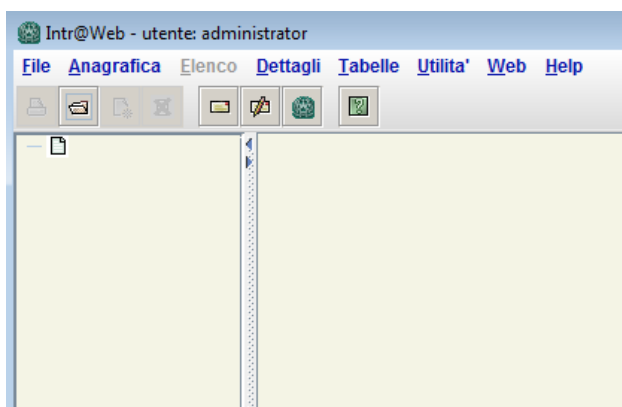 Intr@Web - utente: administrator
File Anagrafica Elenco Dettagli Tabelle Utilita' Web Help